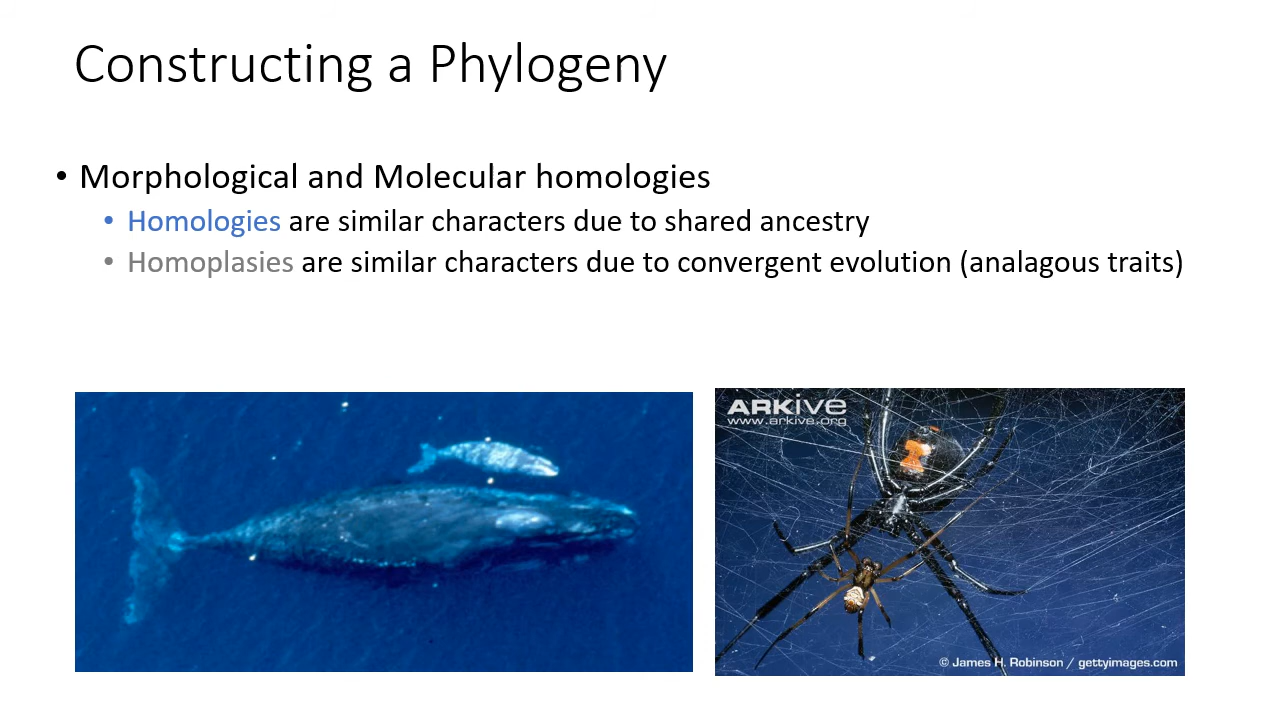 Constructing a Phylogeny
• Morphological and Molecular homologies
• Homologies are similar characters due to shared ancestry
• Homoplasies are similar characters due to convergent evolution (analagous traits)
ARKive
www.arkive.org
© James H. Robinson / gettyimages.com